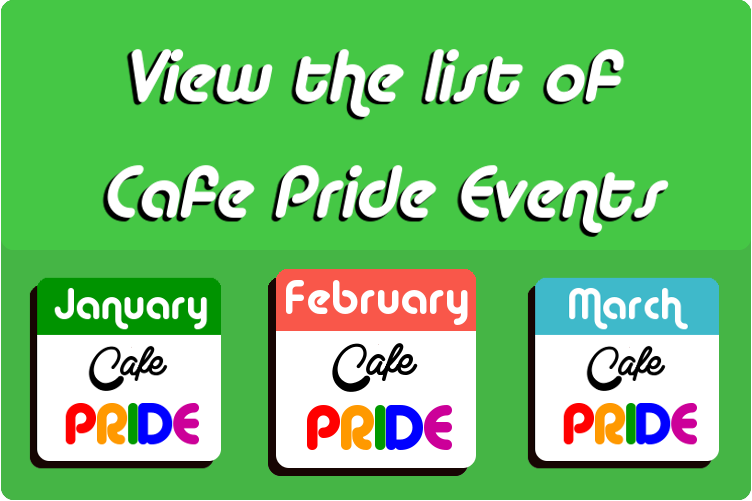 View the list of
Cafe Pride Events
January
Cafe
PRIDE
February
Cafe
PRIDE
March
Cafe
PRIDE